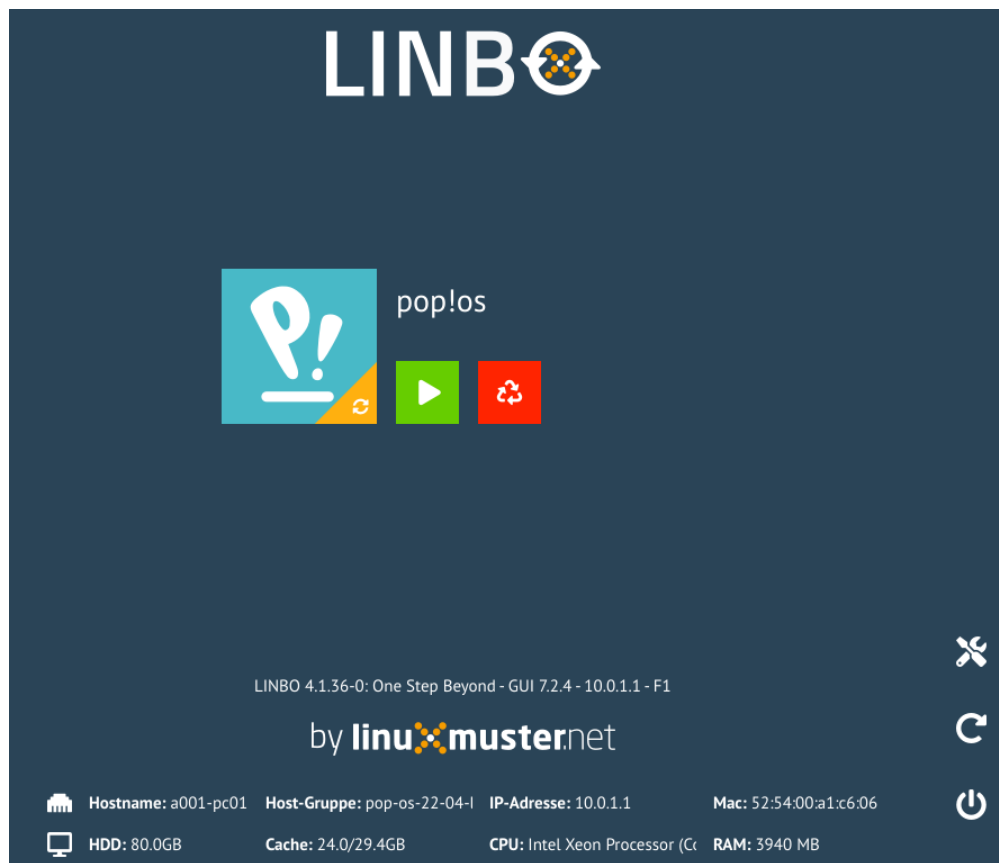 LINBO
pop!os
LINBO 4.1.36-0: One Step Beyond - GUI 7.2.4 - 10.0.1.1 - F1
by linuxmuster.net
Hostname: a001-pc01 Host-Gruppe: pop-os-22-04-l IP-Adresse: 10.0.1.1 Mac: 52:54:00:a1:c6:06
HDD: 80.0GB Cache: 24.0/29.4GB CPU: Intel Xeon Processor (Cc RAM: 3940 MB